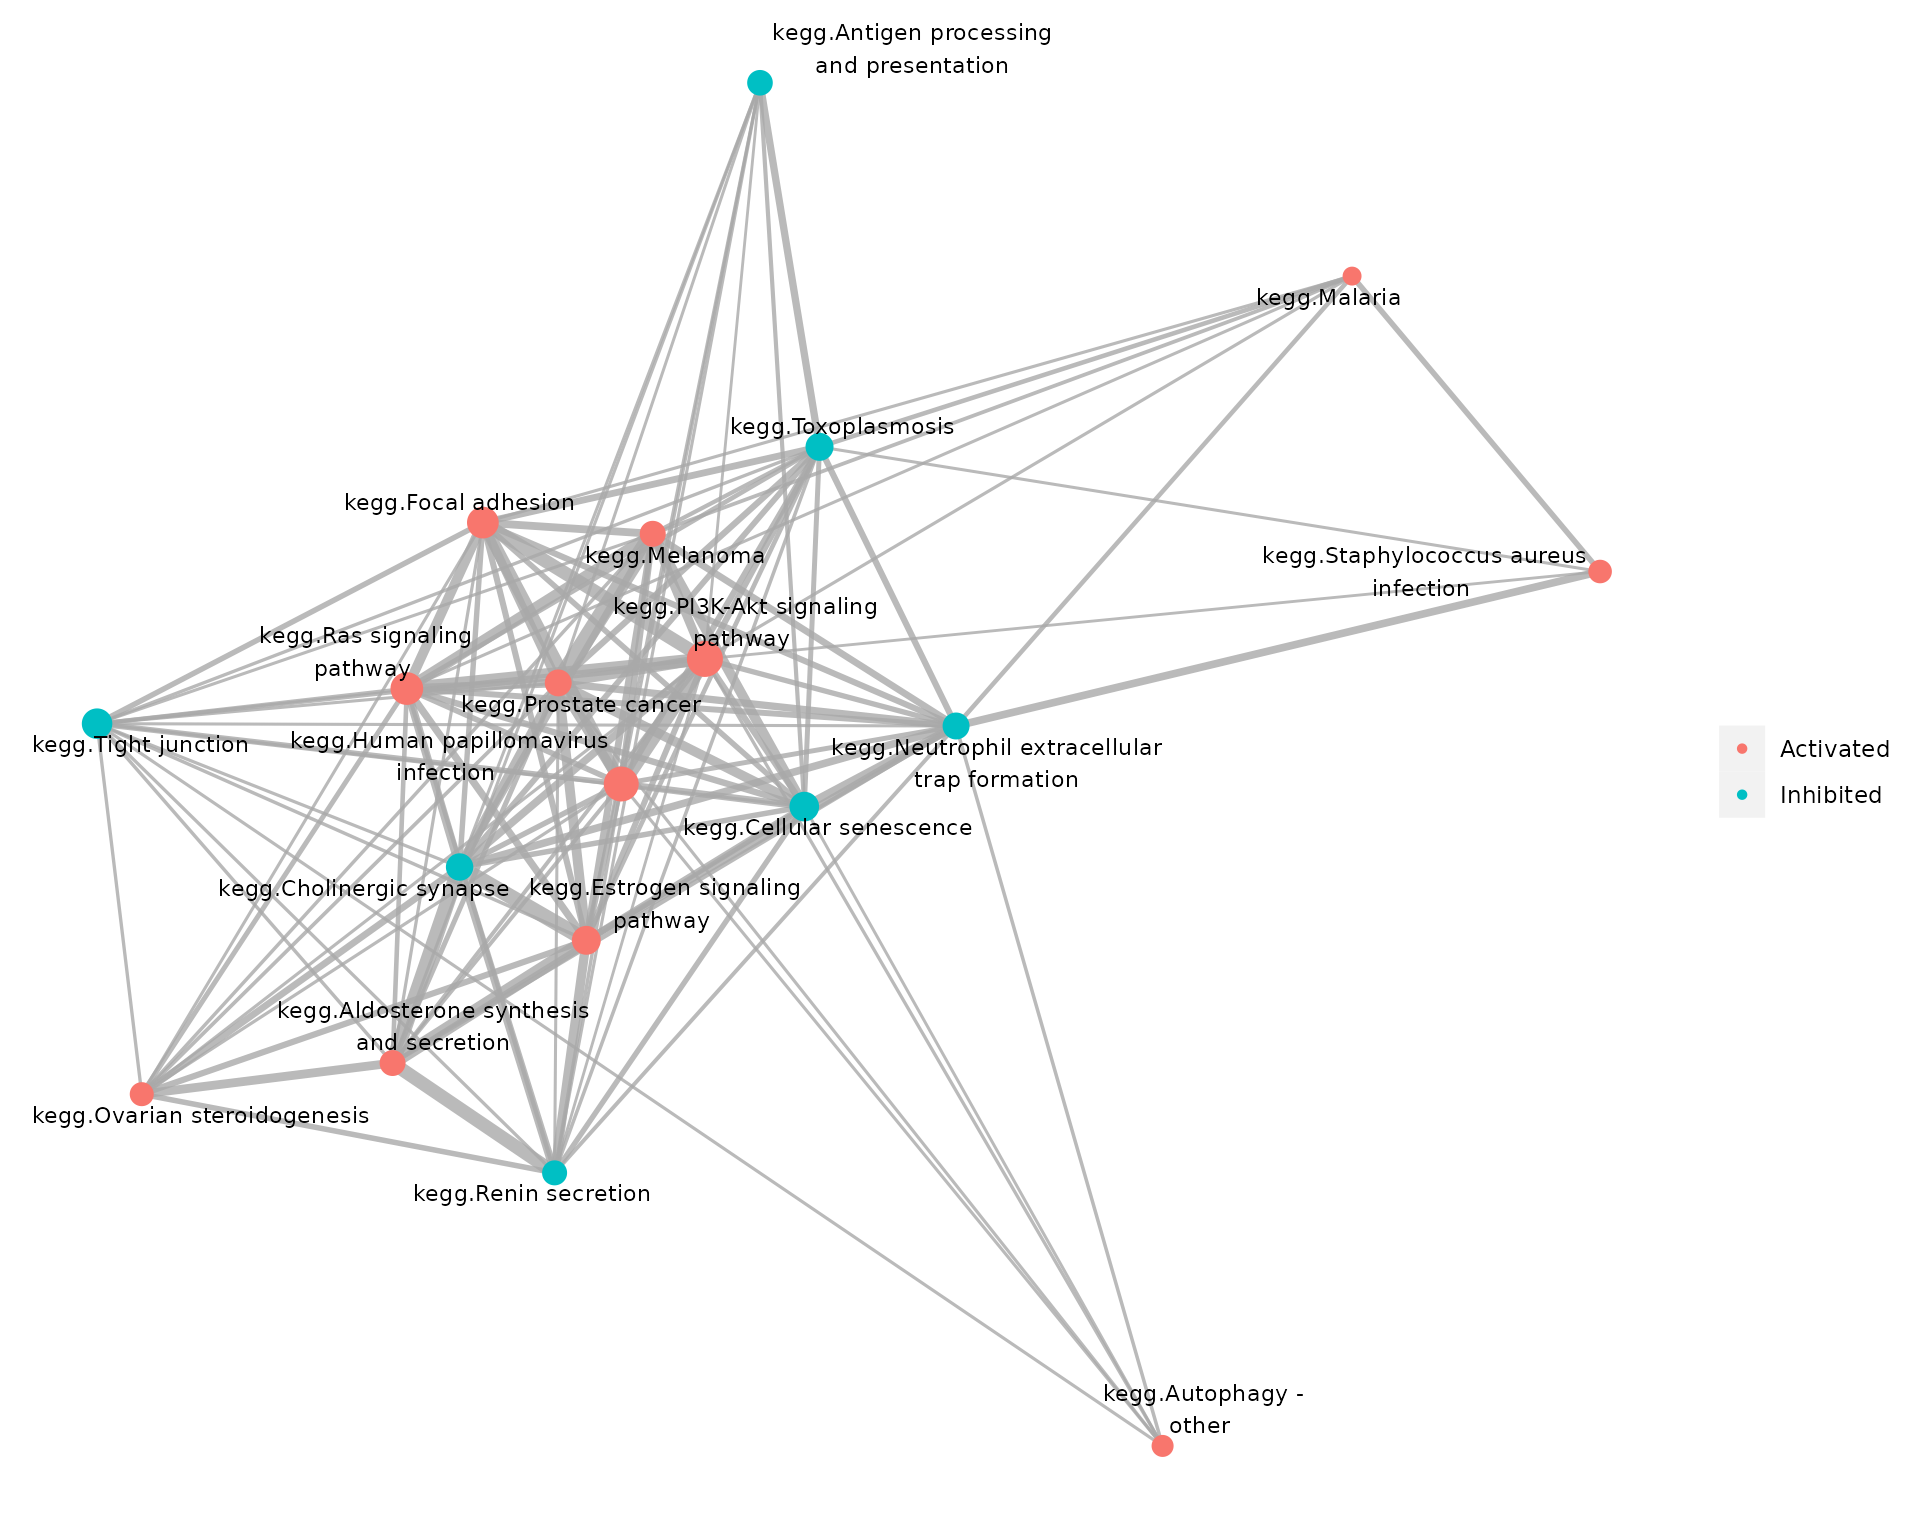 kegg.Antigen processing
and presentation
kegg.Malaria
kegg.Toxoplasmosis
kegg.Focal adhesion
kegg.Melanoma
kegg.Staphylococcus aureus
infection
kegg.PI3K-Akt signaling
pathway
kegg.Ras signaling
pathway
kegg.Prostate cancer
kegg.Tight junction
kegg.Human papillomavirus
infection
kegg.Neutrophil extracellular
trap formation
Activated
Inhibited
kegg.Cellular senescence
kegg.Cholinergic synapse
kegg.Estrogen signaling
pathway
kegg.Aldosterone synthesis
and secretion
kegg.Ovarian steroidogenesis
kegg.Renin secretion
kegg.Autophagy -
other